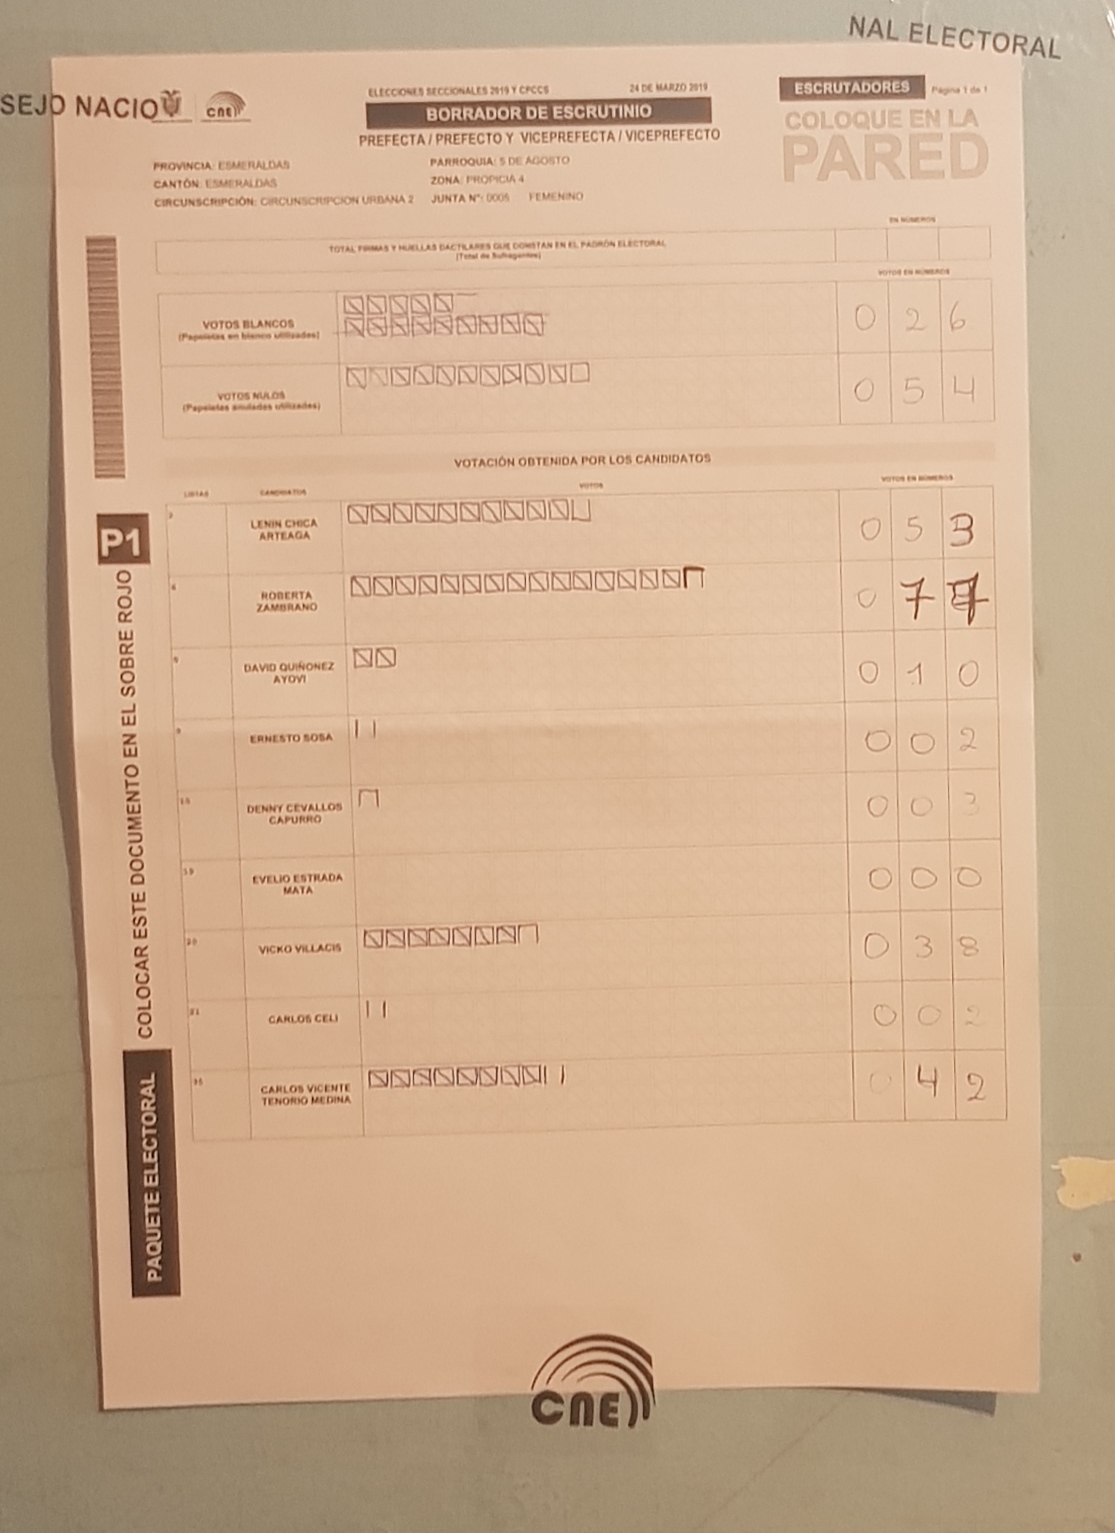 NAL ELECTORAL
SEJO NACIO
cne
ELECCIONES SECCIONALES 2019 Y CPCCS
24 DE MARZO 2019
BORRADOR DE ESCRUTINIO
PREFECTA / PREFECTO Y VICEPREFECTA / VICEPREFECTO
ESCRUTADORES
Página 1 de 1
COLOQUE EN LA
PARED
PROVINCIA: ESMERALDAS
CANTÓN: ESMERALDAS
CIRCUNSCRIPCIÓN: CIRCUNSCRIPCION URBANA 2
PARROQUIA: 5 DE AGOSTO
ZONA: PROPICIA 4
JUNTA Nº: 0005 FEMENINO
EN NÚMEROS
TOTAL FIRMAS Y HUELLAS DACTILARES QUE CONSTAN EN EL PADRÓN ELECTORAL
(Total de Sufragantes)
VOTOS EN NÚMEROS
VOTOS BLANCOS
(Papeletas en blanco utilizadas)
0 2 6
VOTOS NULOS
(Papeletas anuladas utilizadas)
0 5 4
VOTACIÓN OBTENIDA POR LOS CANDIDATOS
LISTAS CANDIDATOS VOTOS VOTOS EN NÚMEROS
LENIN CHICA
ARTEAGA
0 5 3
ROBERTA
ZAMBRANO
0 7
DAVID QUIÑONEZ
AYOVI
0 1 0
ERNESTO SOSA
0 0 2
DENNY CEVALLOS
CAPURRO
0 0 3
19
EVELIO ESTRADA
MATA
0 0 0
20
VICKO VILLACIS
0 3 8
21
CARLOS CELI
0 0 2
35
CARLOS VICENTE
TENORIO MEDINA
0 4 2
P1
COLOCAR ESTE DOCUMENTO EN EL SOBRE ROJO
PAQUETE ELECTORAL
CNE